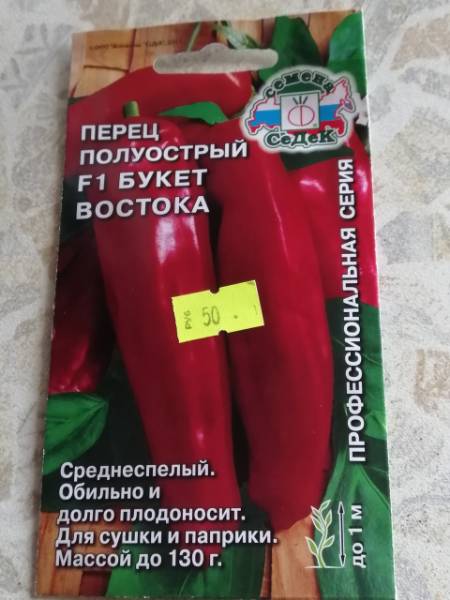 семена
СеДеК
ПЕРЕЦ
ПОЛУОСТРЫЙ
F1 БУКЕТ
ВОСТОКА
ПРОФЕССИОНАЛЬНАЯ СЕРИЯ
РУБ 50
Среднеспелый.
Обильно и
долго плодоносит.
Для сушки и паприки.
Массой до 130 г.
до 1 м